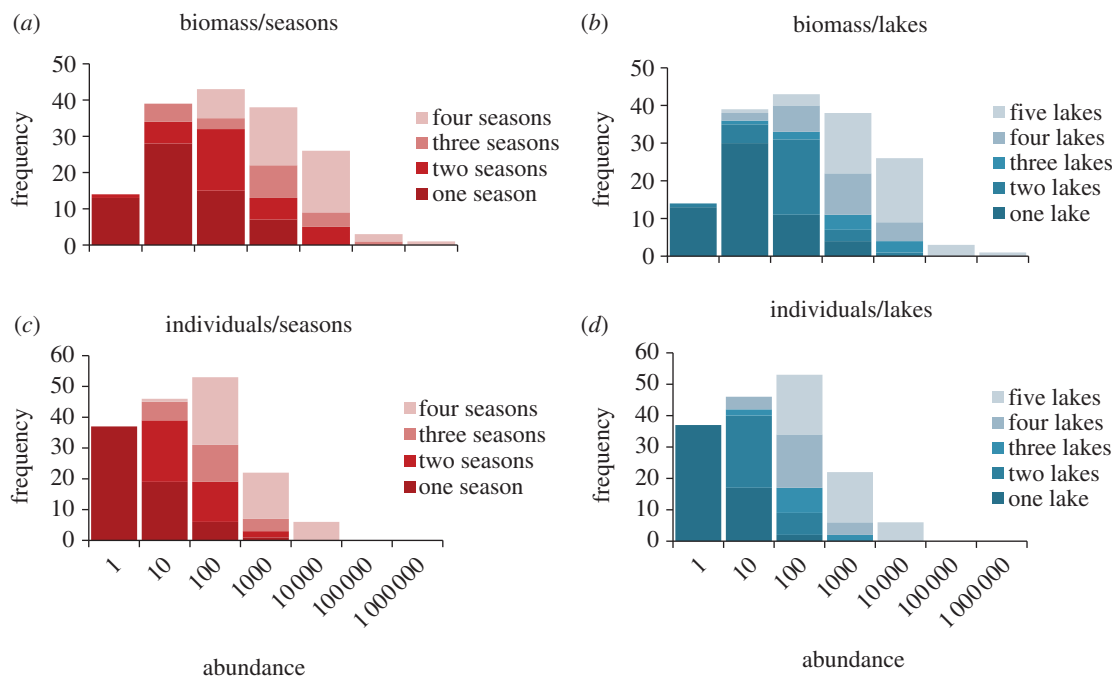 (a)
biomass/seasons
50
40
30
20
10
0
frequency
four seasons
three seasons
two seasons
one season
(b)
biomass/lakes
50
40
30
20
10
0
frequency
five lakes
four lakes
three lakes
two lakes
one lake
(c)
individuals/seasons
60
50
40
30
20
10
0
frequency
four seasons
three seasons
two seasons
one season
1
10
100
1000
10000
100000
1000000
abundance
(d)
individuals/lakes
60
50
40
30
20
10
0
frequency
five lakes
four lakes
three lakes
two lakes
one lake
1
10
100
1000
10000
100000
1000000
abundance